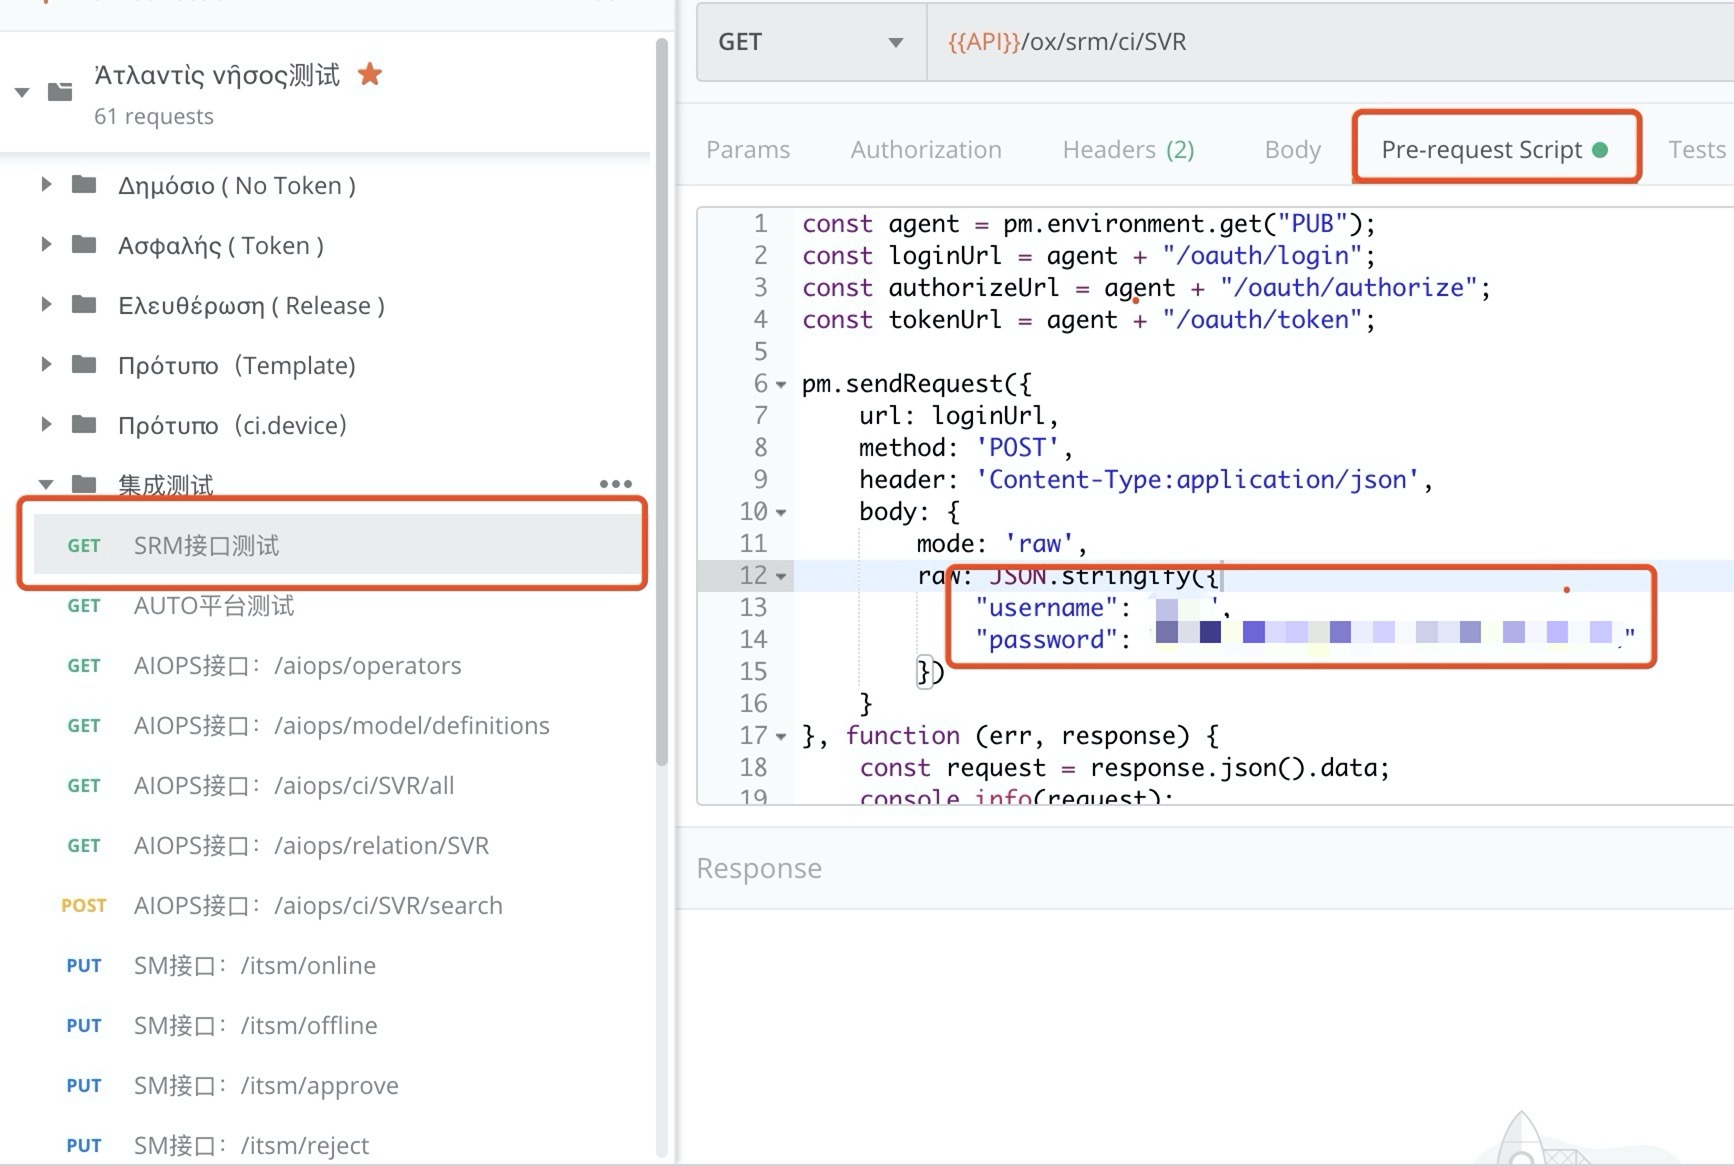 Ἀτλαντὶς νῆσος测试
61 requests
Δημόσιο ( No Token )
Ασφαλής ( Token )
Ελευθέρωση ( Release )
Πρότυπο（Template)
Πρότυπο（ci.device)
集成测试
GET SRM接口测试
GET AUTO平台测试
GET AIOPS接口：/aiops/operators
GET AIOPS接口：/aiops/model/definitions
GET AIOPS接口：/aiops/ci/SVR/all
GET AIOPS接口：/aiops/relation/SVR
POST AIOPS接口：/aiops/ci/SVR/search
PUT SM接口：/itsm/online
PUT SM接口：/itsm/offline
PUT SM接口：/itsm/approve
PUT SM接口：/itsm/reject
GET {{API}}/ox/srm/ci/SVR
Params Authorization Headers (2) Body Pre-request Script Tests
1 const agent = pm.environment.get("PUB");
2 const loginUrl = agent + "/oauth/login";
3 const authorizeUrl = agent + "/oauth/authorize";
4 const tokenUrl = agent + "/oauth/token";
5
6 pm.sendRequest({
7 url: loginUrl,
8 method: 'POST',
9 header: 'Content-Type:application/json',
10 body: {
11 mode: 'raw',
12 raw: JSON.stringify({
13 "username": ',
14 "password": "
15 })
16 }
17 }, function (err, response) {
18 const request = response.json().data;
19 console.info(request);
Response